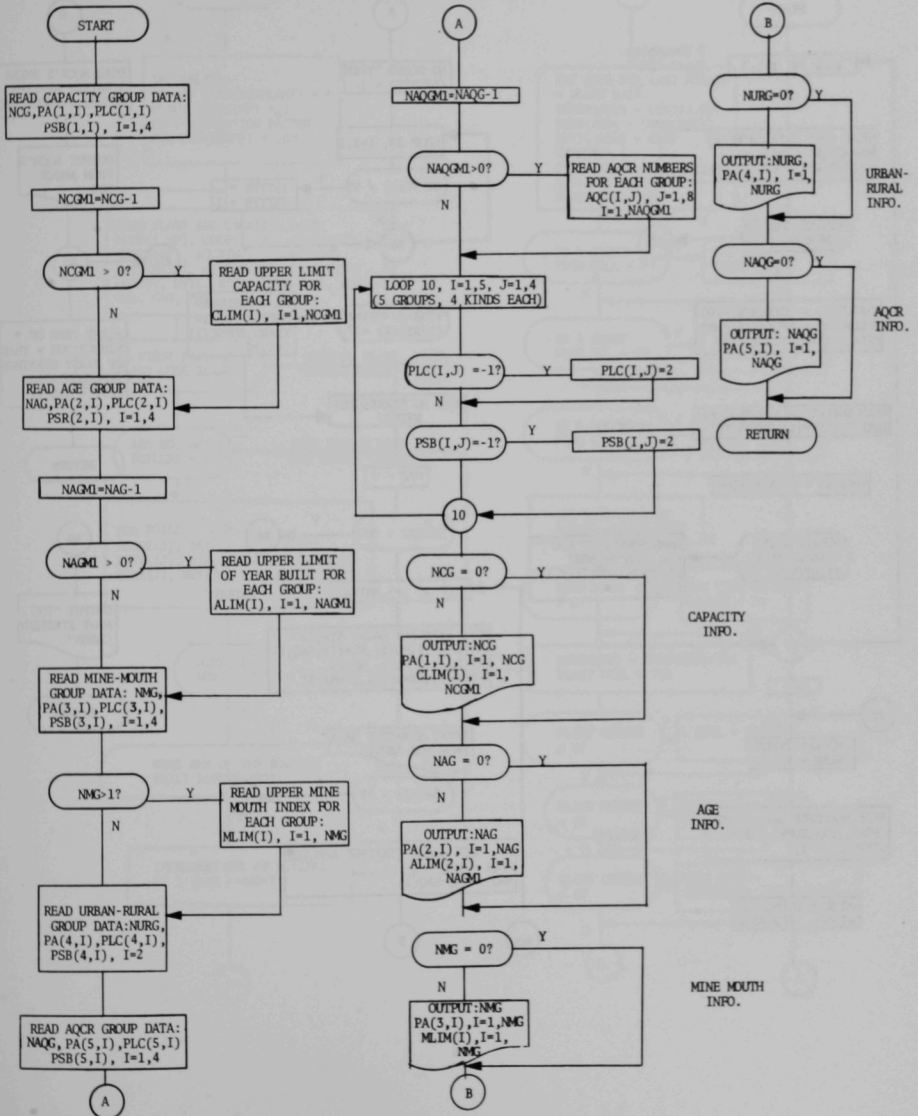 START
READ CAPACITY GROUP DATA:
NCG,PA(1,I),PLC(1,I)
PSB(1,I), I=1,4
NCGM1=NCG-1
NCGM1 > 0?
Y
N
READ UPPER LIMIT
CAPACITY FOR
EACH GROUP:
CLIM(I), I=1,NCGM1
READ AGE GROUP DATA:
NAG,PA(2,I),PLC(2,I)
PSR(2,I), I=1,4
NAGM1=NAG-1
NAGM1 > 0?
Y
N
READ UPPER LIMIT
OF YEAR BUILT FOR
EACH GROUP:
ALIM(I), I=1, NAGM1
READ MINE-MOUTH
GROUP DATA: NMG,
PA(3,I),PLC(3,I),
PSB(3,I), I=1,4
NMG>1?
Y
N
READ UPPER MINE
MOUTH INDEX FOR
EACH GROUP:
MLIM(I), I=1, NMG
READ URBAN-RURAL
GROUP DATA:NURG,
PA(4,I),PLC(4,I),
PSB(4,I), I=2
READ AQCR GROUP DATA:
NAQG, PA(5,I),PLC(5,I)
PSB(5,I), I=1,4
A
A
NAQGM1=NAQG-1
NAQGM1>0?
Y
N
READ AQCR NUMBERS
FOR EACH GROUP:
AQC(I,J), J=1,8
I=1,NAQGM1
LOOP 10, I=1,5, J=1,4
(5 GROUPS, 4 KINDS EACH)
PLC(I,J) =-1?
Y
N
PLC(I,J)=2
PSB(I,J)=-1?
Y
PSB(I,J)=2
10
NCG = 0?
Y
N
OUTPUT:NCG
PA(1,I), I=1, NCG
CLIM(I), I=1,
NCGM1
CAPACITY
INFO.
NAG = 0?
Y
N
OUTPUT:NAG
PA(2,I), I=1,NAG
ALIM(2,I), I=1,
NAGM1
AGE
INFO.
NMG = 0?
Y
N
OUTPUT:NMG
PA(3,I),I=1,NMG
MLIM(I),I=1,
NMG
MINE MOUTH
INFO.
B
B
NURG=0?
Y
OUTPUT:NURG,
PA(4,I), I=1,
NURG
URBAN-
RURAL
INFO.
NAQG=0?
Y
OUTPUT: NAQG
PA(5,I), I=1,
NAQG
AQCR
INFO.
RETURN